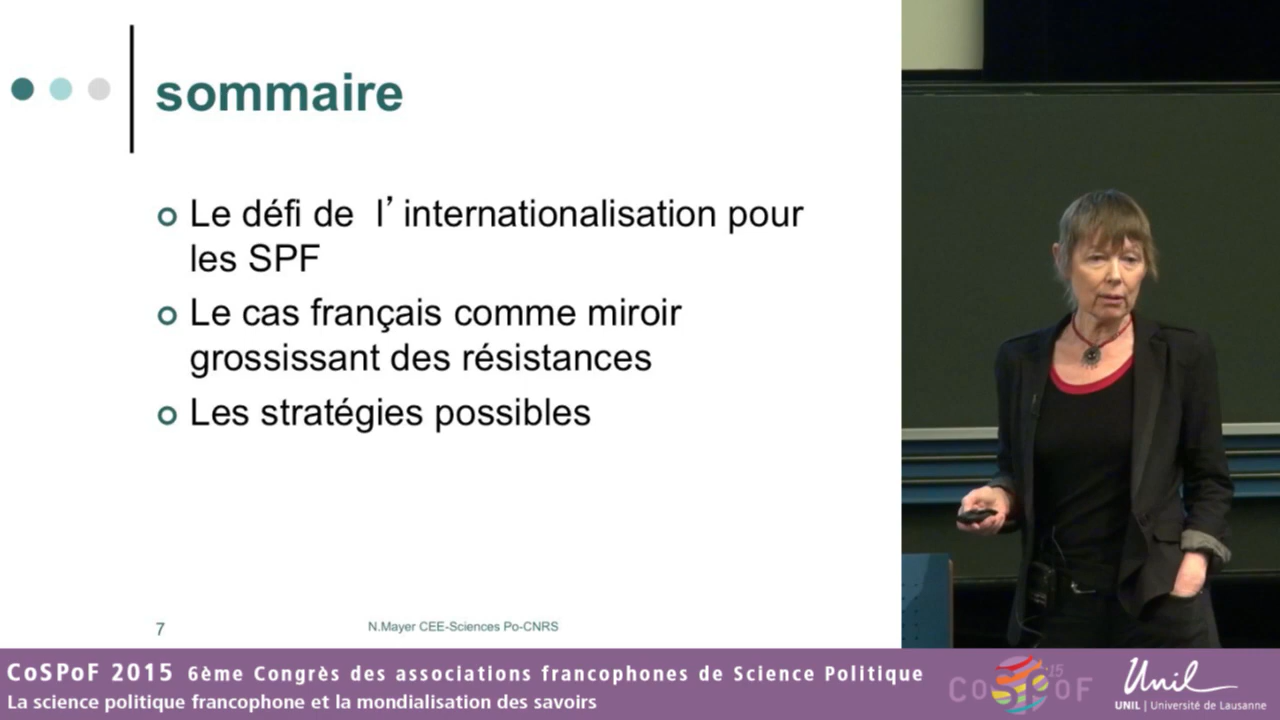 sommaire
Le défi de l’internationalisation pour
les SPF
Le cas français comme miroir
grossissant des résistances
Les stratégies possibles
7
N.Mayer CEE-Sciences Po-CNRS
CoSPoF 2015 6ème Congrès des associations francophones de Science Politique
La science politique francophone et la mondialisation des savoirs
CoSPoF :15
Unil
UNIL | Université de Lausanne